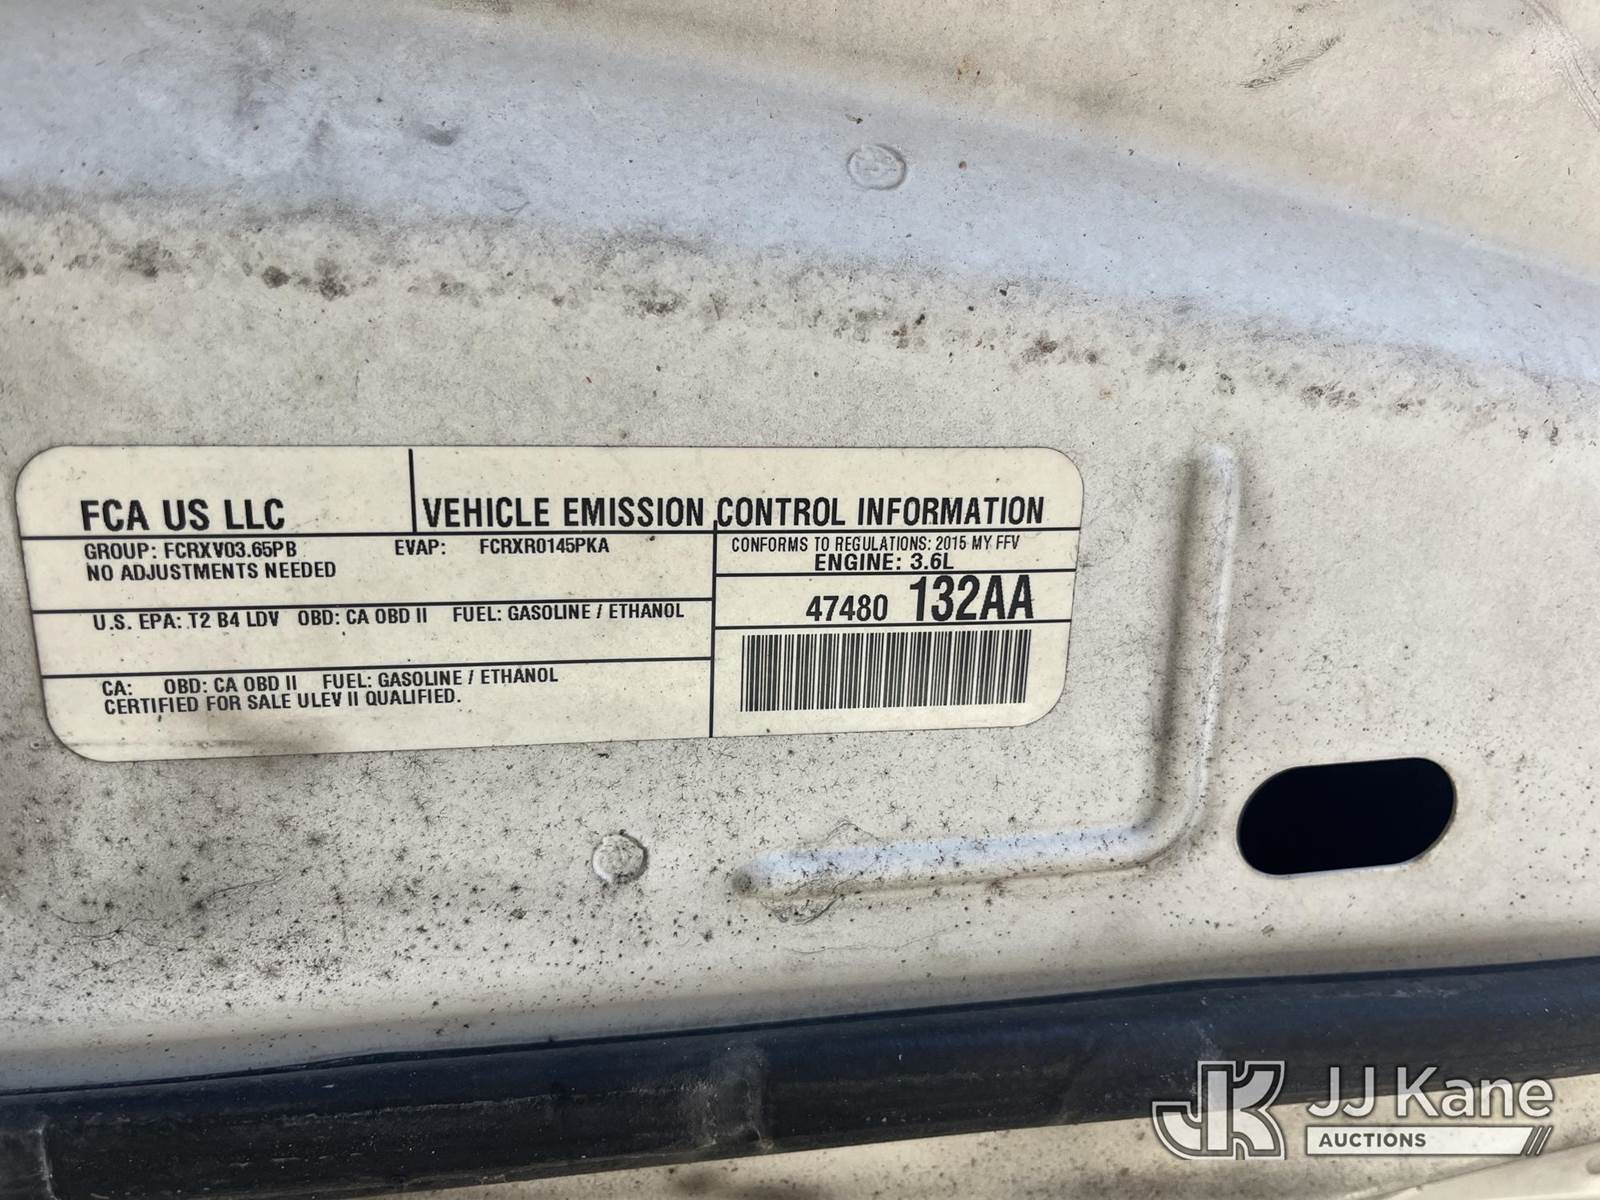 FCA US LLC
VEHICLE EMISSION CONTROL INFORMATION
GROUP: FCRXV03.65PB EVAP: FCRXR0145PKA
NO ADJUSTMENTS NEEDED
CONFORMS TO REGULATIONS: 2015 MY FFV
ENGINE: 3.6L
47480 132AA
U.S. EPA: T2 B4 LDV OBD: CA OBD II FUEL: GASOLINE / ETHANOL
CA: OBD: CA OBD II FUEL: GASOLINE / ETHANOL
CERTIFIED FOR SALE ULEV II QUALIFIED.
JK JJ Kane
AUCTIONS